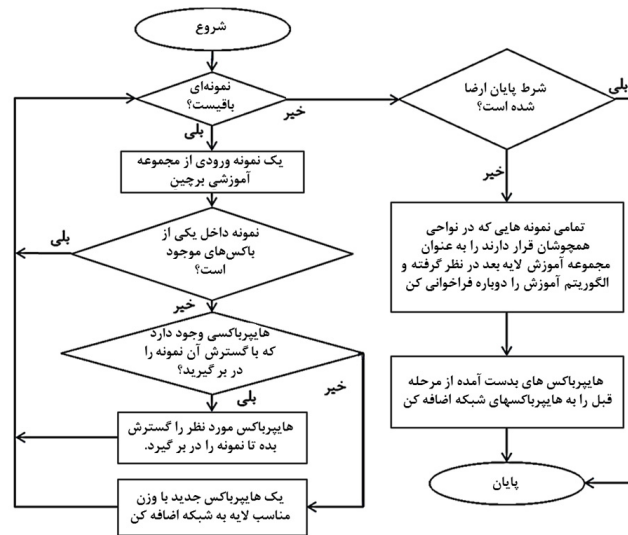 شروع
نمونه‌ای
باقیست؟
خیر
بلی
یک نمونه ورودی از مجموعه
آموزشی برچین
نمونه داخل یکی از
باکس‌های موجود
است؟
بلی
خیر
هایپرباکسی وجود دارد
که با گسترش آن نمونه را
در بر گیرید؟
خیر
بلی
هایپرباکس مورد نظر را گسترش
بده تا نمونه را در بر گیرد.
یک هایپرباکس جدید با وزن
مناسب لایه به شبکه اضافه کن
شرط پایان ارضا
شده است؟
بلی
خیر
تمامی نمونه هایی که در نواحی
همچوشان قرار دارند را به عنوان
مجموعه آموزش لایه بعد در نظر گرفته و
الگوریتم آموزش را دوباره فراخوانی کن
هایپرباکس های بدست آمده از مرحله
قبل را به هایپرباکسهای شبکه اضافه کن
پایان